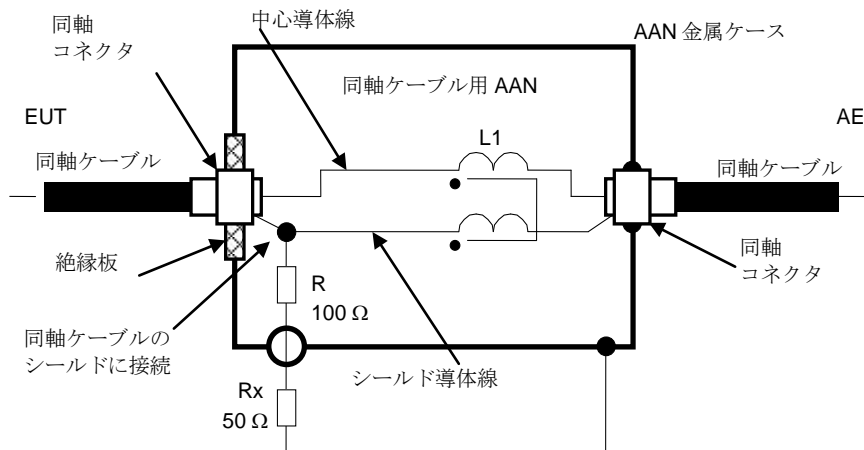 同軸
コネクタ
中心導体線
AAN 金属ケース
同軸ケーブル用 AAN
EUT
AE
L1
同軸ケーブル
同軸ケーブル
絶縁板
同軸
コネクタ
R
100 Ω
同軸ケーブルの
シールドに接続
シールド導体線
Rx
50 Ω